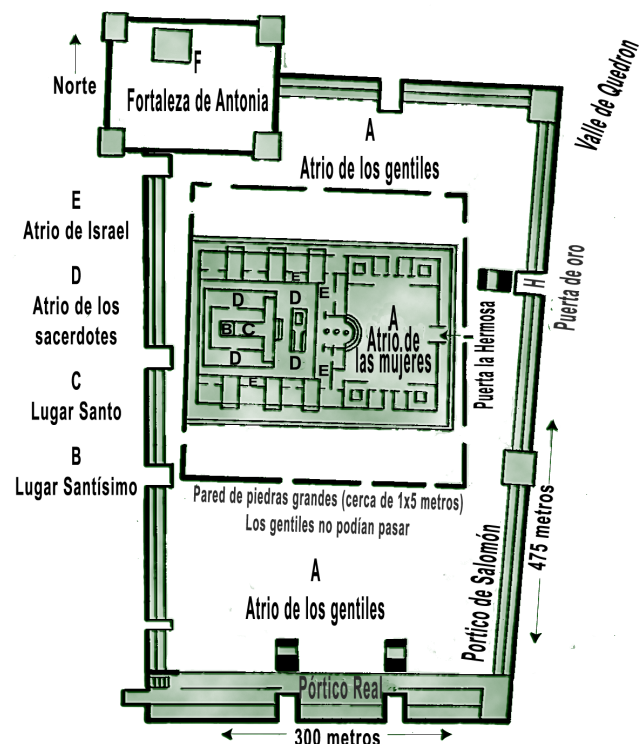 F
Fortaleza de Antonia
Norte
Valle de Quedron
A
Atrio de los gentiles
E
Atrio de Israel
D
Atrio de los
sacerdotes
C
Lugar Santo
B
Lugar Santísimo
E
D
D
E
B
C
A
Atrio de
las mujeres
D
D
E
E
Puerta la Hermosa
H
Puerta de oro
Pared de piedras grandes (cerca de 1x5 metros)
Los gentiles no podían pasar
A
Atrio de los gentiles
Portico de Salomón
475 metros
Pórtico Real
300 metros